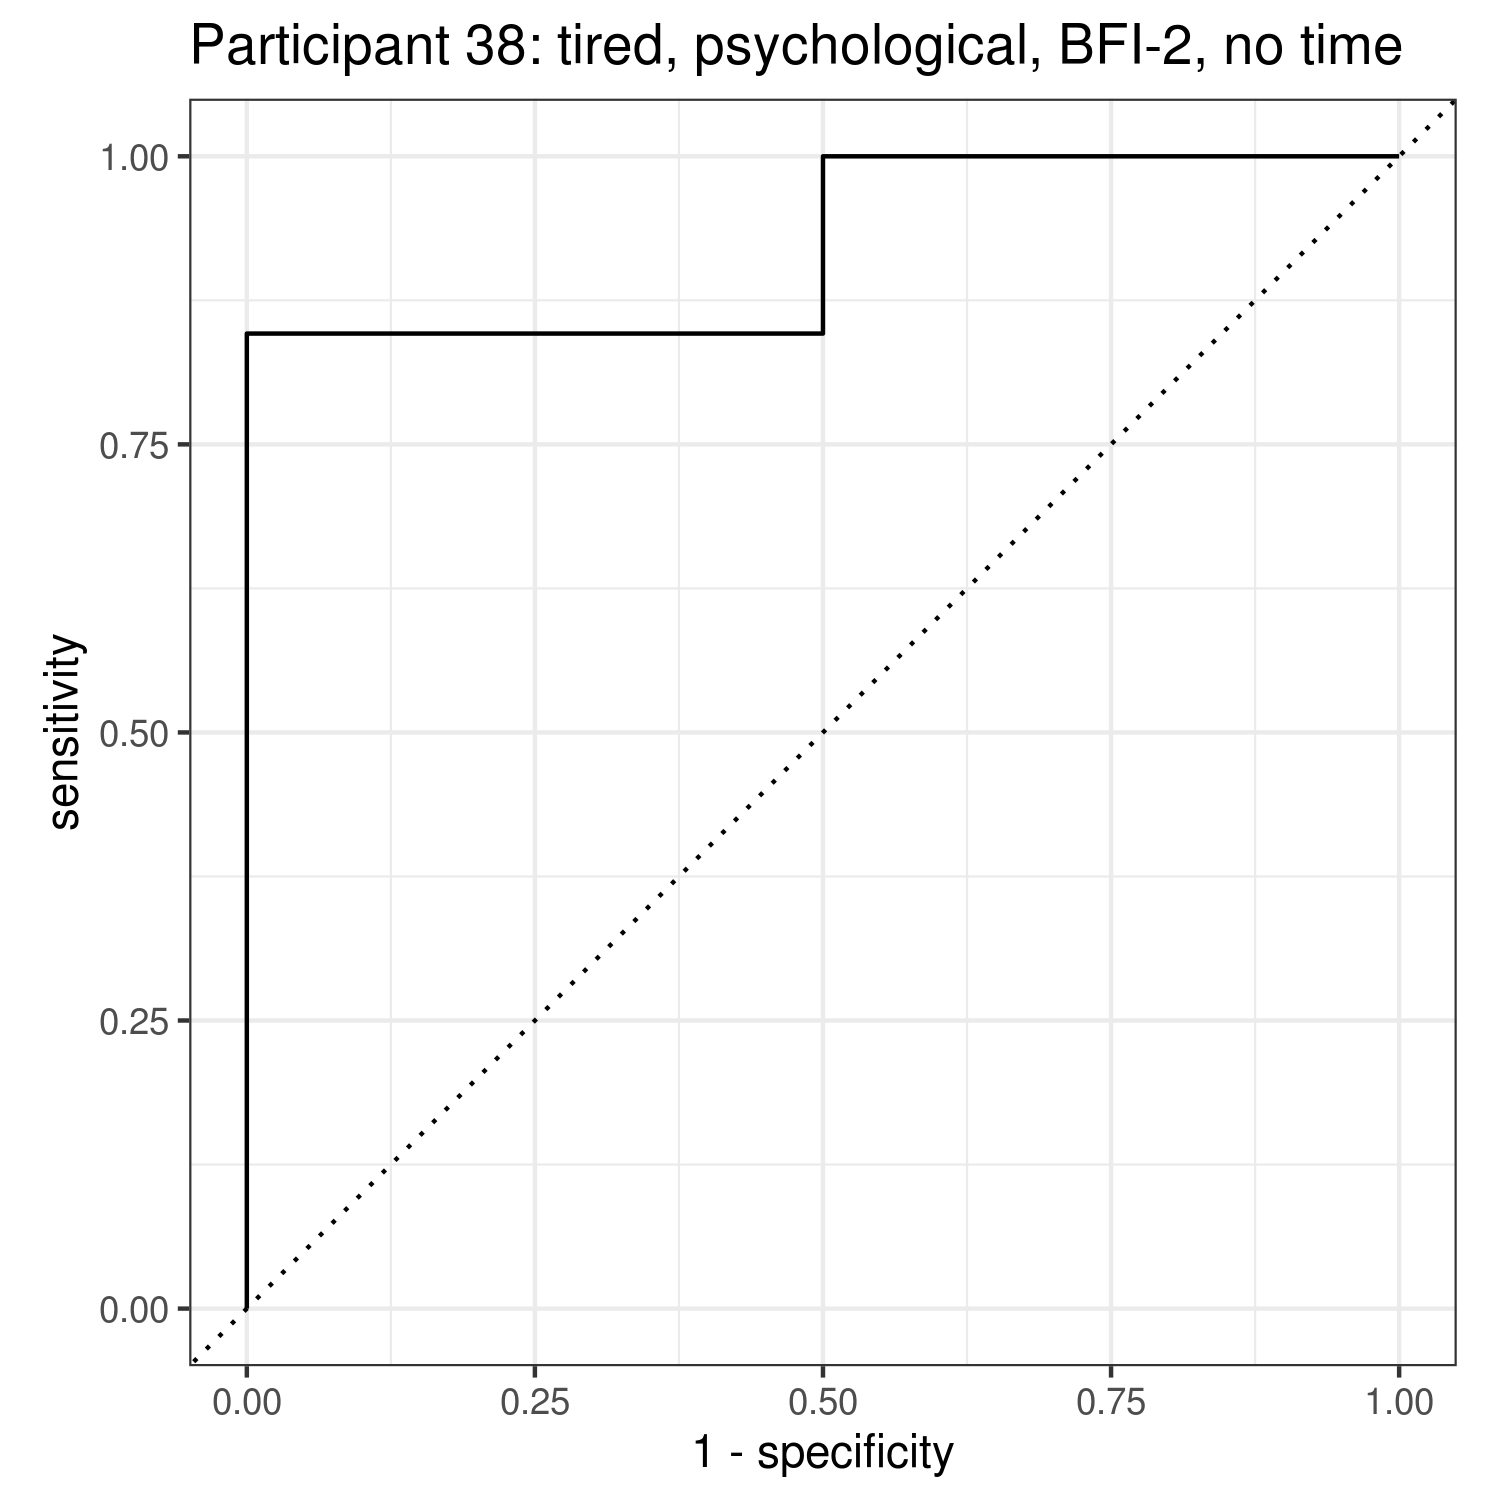 Participant 38: tired, psychological, BFI-2, no time
1.00
0.75
0.50
0.25
0.00
sensitivity
0.00 0.25 0.50 0.75 1.00
1 - specificity